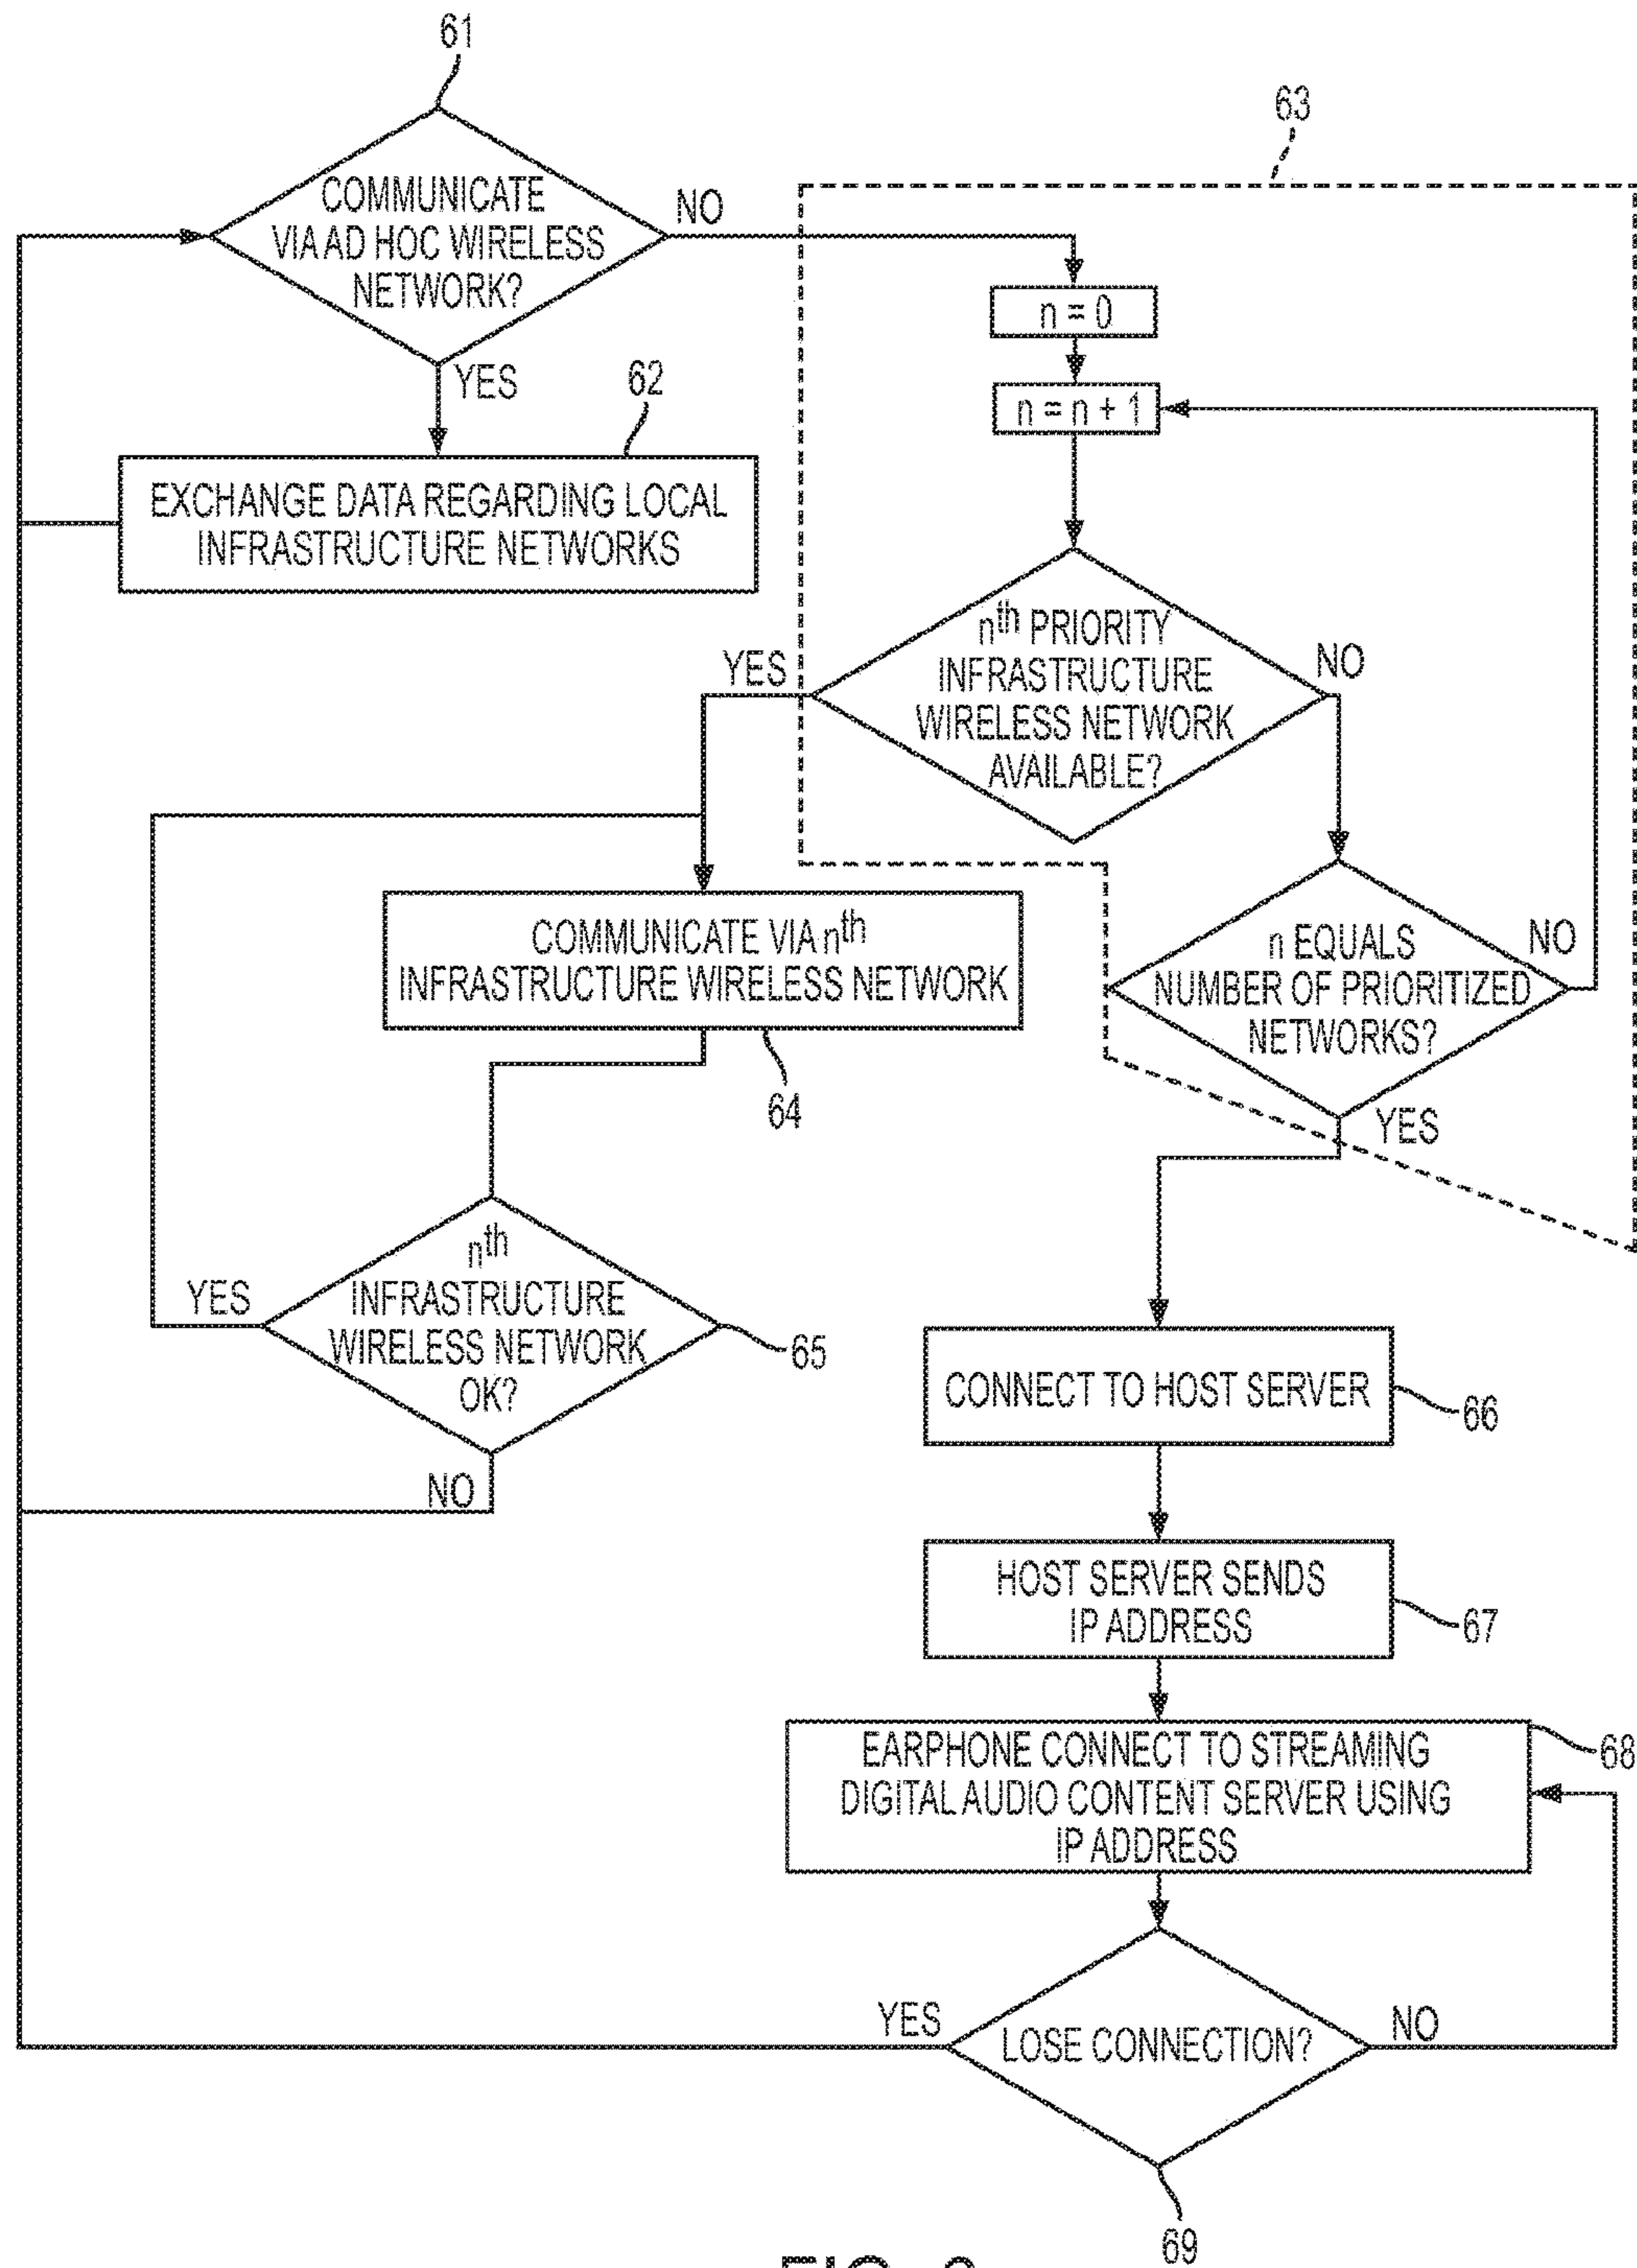 61
COMMUNICATE
VIA AD HOC WIRELESS
NETWORK?
NO
YES
62
EXCHANGE DATA REGARDING LOCAL
INFRASTRUCTURE NETWORKS
63
n = 0
n = n + 1
nth PRIORITY
INFRASTRUCTURE
WIRELESS NETWORK
AVAILABLE?
YES
NO
n EQUALS
NUMBER OF PRIORITIZED
NETWORKS?
NO
YES
COMMUNICATE VIA nth
INFRASTRUCTURE WIRELESS NETWORK
64
nth
INFRASTRUCTURE
WIRELESS NETWORK
OK?
YES
65
NO
CONNECT TO HOST SERVER
66
HOST SERVER SENDS
IP ADDRESS
67
EARPHONE CONNECT TO STREAMING
DIGITAL AUDIO CONTENT SERVER USING
IP ADDRESS
68
LOSE CONNECTION?
YES
NO
69
FIG.